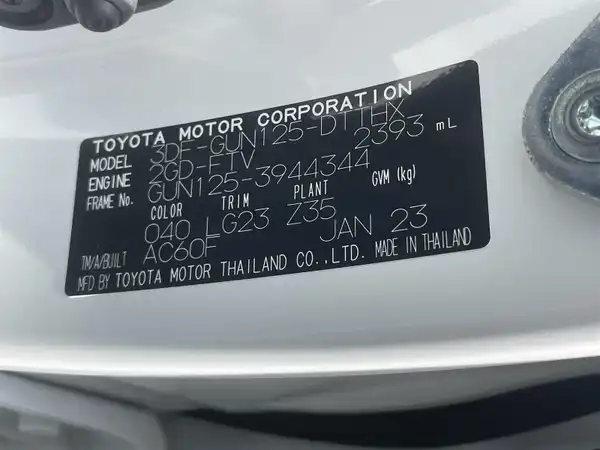 TOYOTA MOTOR CORPORATION
MODEL 3DF-GUN125-DTTHX
ENGINE 2GD-FTV 2393 mL
FRAME No. GUN125-3944344
COLOR TRIM PLANT GVM (kg)
040 LG23 Z35
TM/A/BUILT AC60F JAN 23
MFD BY TOYOTA MOTOR THAILAND CO.,LTD. MADE IN THAILAND